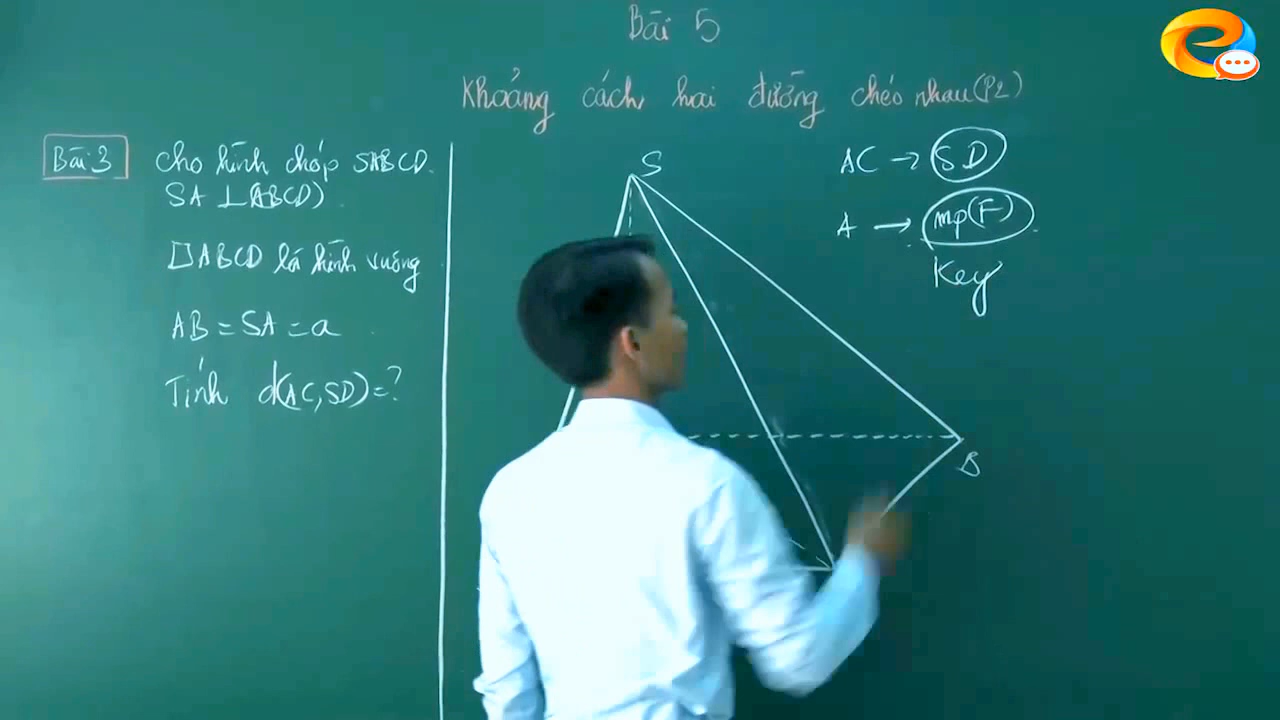 Bài 5
Khoảng cách hai đường chéo nhau (P2)
Bài 3 Cho hình chóp SABCD.
SA ⊥ (ABCD).
□ABCD là hình vuông
AB = SA = a
Tính d(AC, SD) = ?
S
B
AC → SD
A → mp(F)
Key